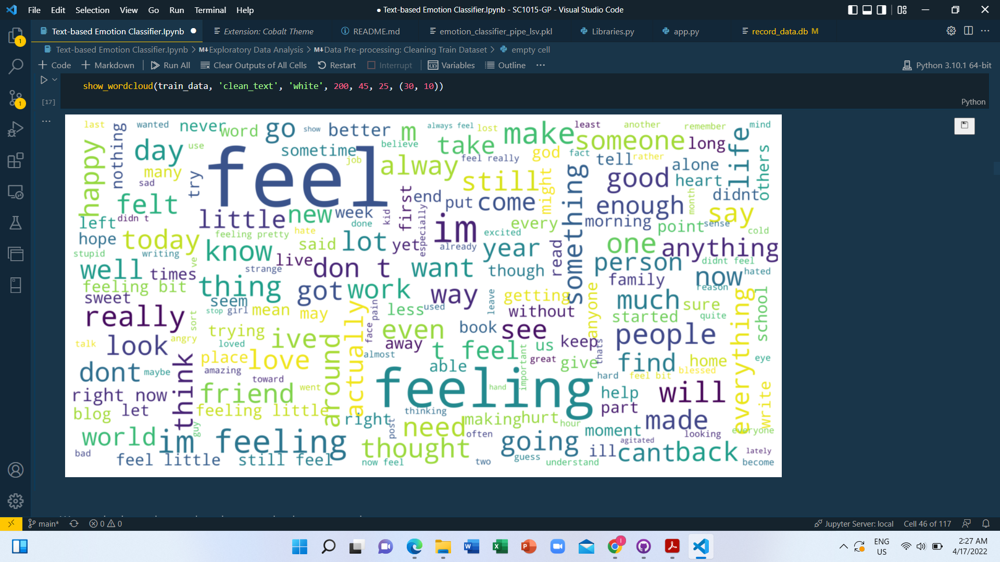 File Edit Selection View Go Run Terminal Help
● Text-based Emotion Classifier.Ipynb - SC1015-GP - Visual Studio Code
Text-based Emotion Classifier.Ipynb ● Extension: Cobalt Theme README.md emotion_classifier_pipe_lsv.pkl Libraries.py app.py record_data.db M
Text-based Emotion Classifier.Ipynb > M↓Exploratory Data Analysis > M↓Data Pre-processing: Cleaning Train Dataset > empty cell
+ Code + Markdown | Run All Clear Outputs of All Cells Restart Interrupt | Variables Outline ···
Python 3.10.1 64-bit
show_wordcloud(train_data, 'clean_text', 'white', 200, 45, 25, (30, 10))
[17]
Python
last wanted never word go show better m always feel lost make least another remember mind
happy nothing day use sometime believe take someone long life others
many sad try feel job alway feel really god fact tell rather alone
still might something good heart didnt
felt left didn t little new week done kid first end put come enough month say
hope today feeling pretty hate said lot yet especially im every excited morning point sense cold
stupid writing ve know live already year read one anything
well times strange don t want though person didnt feel now hated
feeling bit thing got work way family reason
sweet seem stop girl mean may pain less used leave getting without anyone much sure school
really sort trying ived face even book see started quite everything
talk look angry loved around actually away t feel us keep people
think place love almost important great give thats find home eye
dont maybe amazing toward able hard feel bit blessed
right now friend went feeling hand help will write
blog let feeling little thinking part
guy right post making hurt hour made
world im feeling need often going moment agitated looking everyone
bad thought guess ill cant back lately
feel little still feel now feel two understand become
main* 0 0
Jupyter Server: local Cell 46 of 117
1
1
ENG
US
2:27 AM
4/17/2022